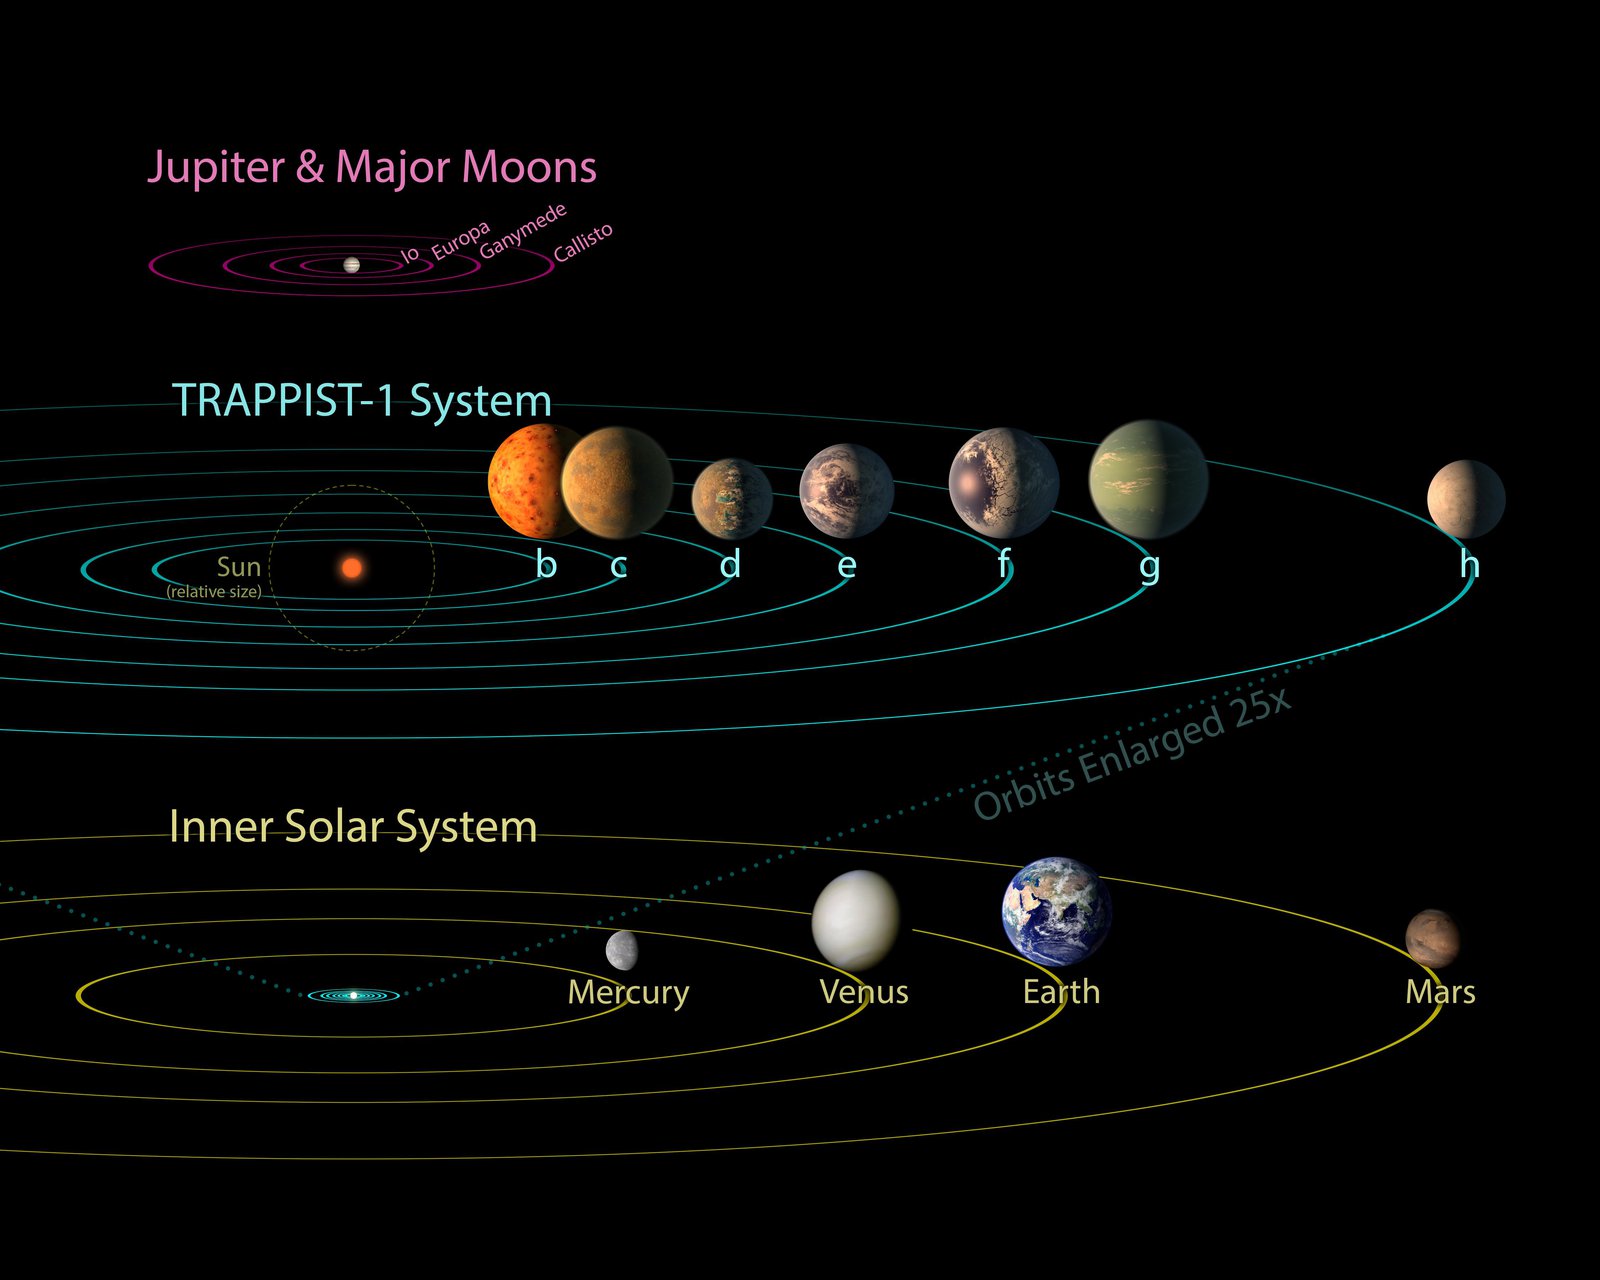 Jupiter & Major Moons
Io
Europa
Ganymede
Callisto
TRAPPIST-1 System
Sun
(relative size)
b
c
d
e
f
g
h
Orbits Enlarged 25x
Inner Solar System
Mercury
Venus
Earth
Mars